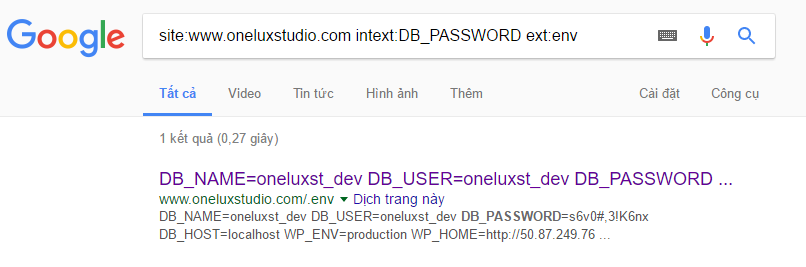 Google
site:www.oneluxstudio.com intext:DB_PASSWORD ext:env
Tất cả Video Tin tức Hình ảnh Thêm Cài đặt Công cụ
1 kết quả (0,27 giây)
DB_NAME=oneluxst_dev DB_USER=oneluxst_dev DB_PASSWORD ...
www.oneluxstudio.com/.env ▾ Dịch trang này
DB_NAME=oneluxst_dev DB_USER=oneluxst_dev DB_PASSWORD=s6v0#,3!K6nx
DB_HOST=localhost WP_ENV=production WP_HOME=http://50.87.249.76 ...